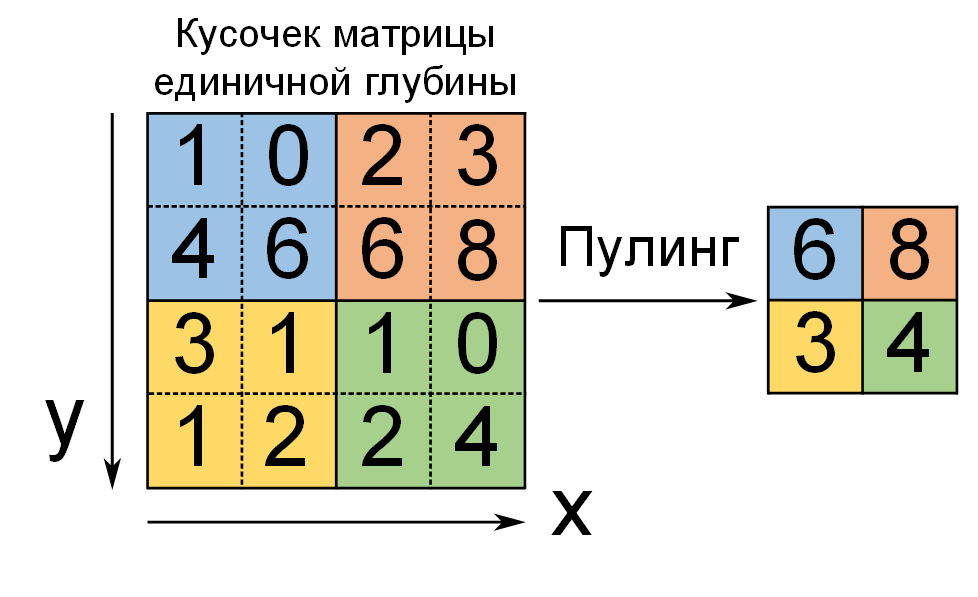 Кусочек матрицы
единичной глубины
1 0 2 3
4 6 6 8
3 1 1 0
1 2 2 4
y
x
Пулинг
6 8
3 4